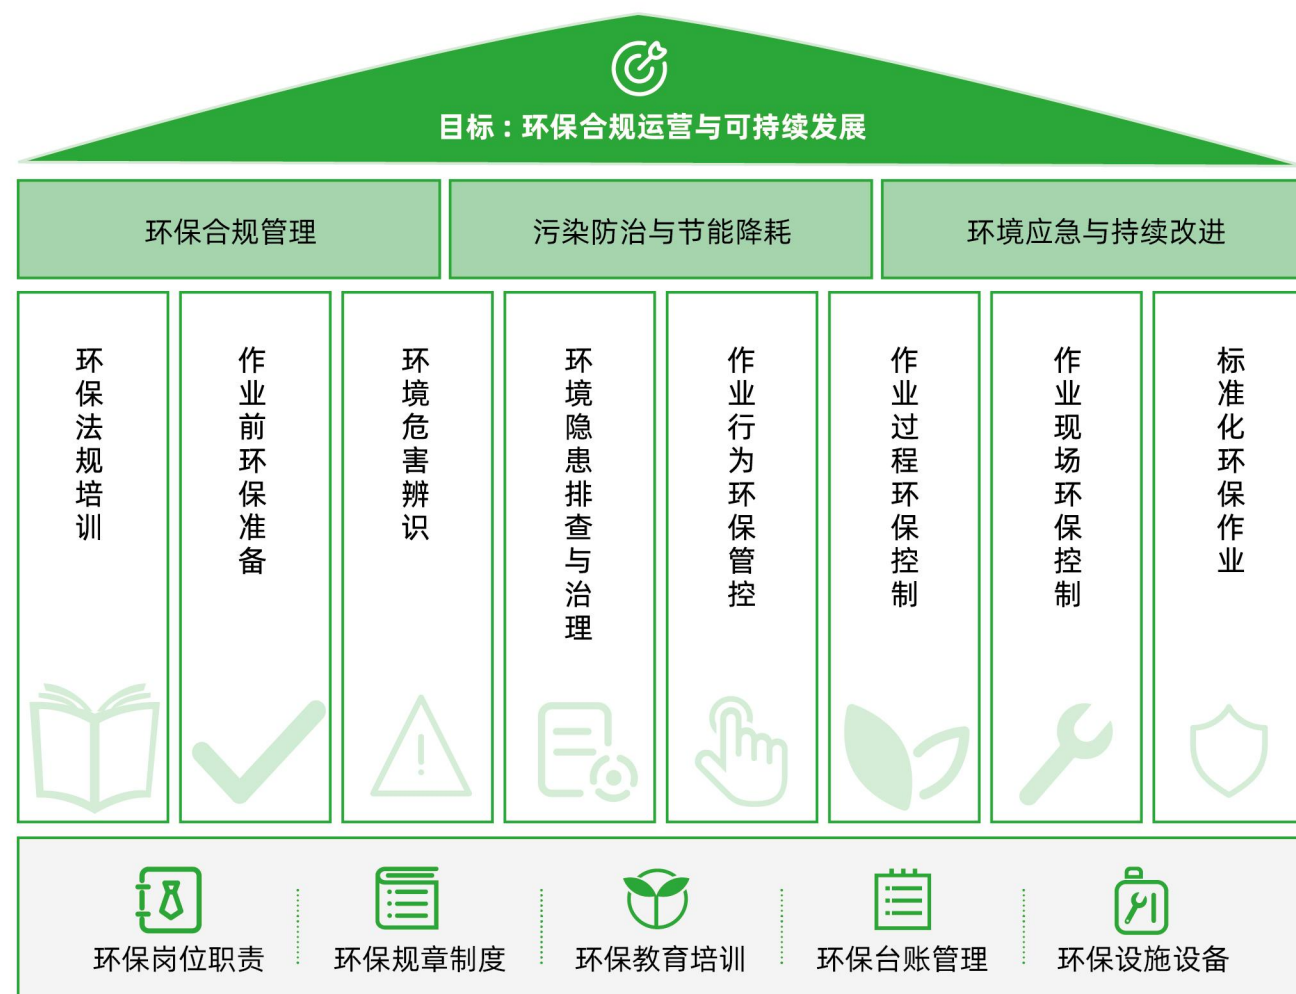 目标：环保合规运营与可持续发展
环保合规管理
污染防治与节能降耗
环境应急与持续改进
环保法规培训
作业前环保准备
环境危害辨识
环境隐患排查与治理
作业行为环保管控
作业过程环保控制
作业现场环保控制
标准化环保作业
环保岗位职责
环保规章制度
环保教育培训
环保台账管理
环保设施设备